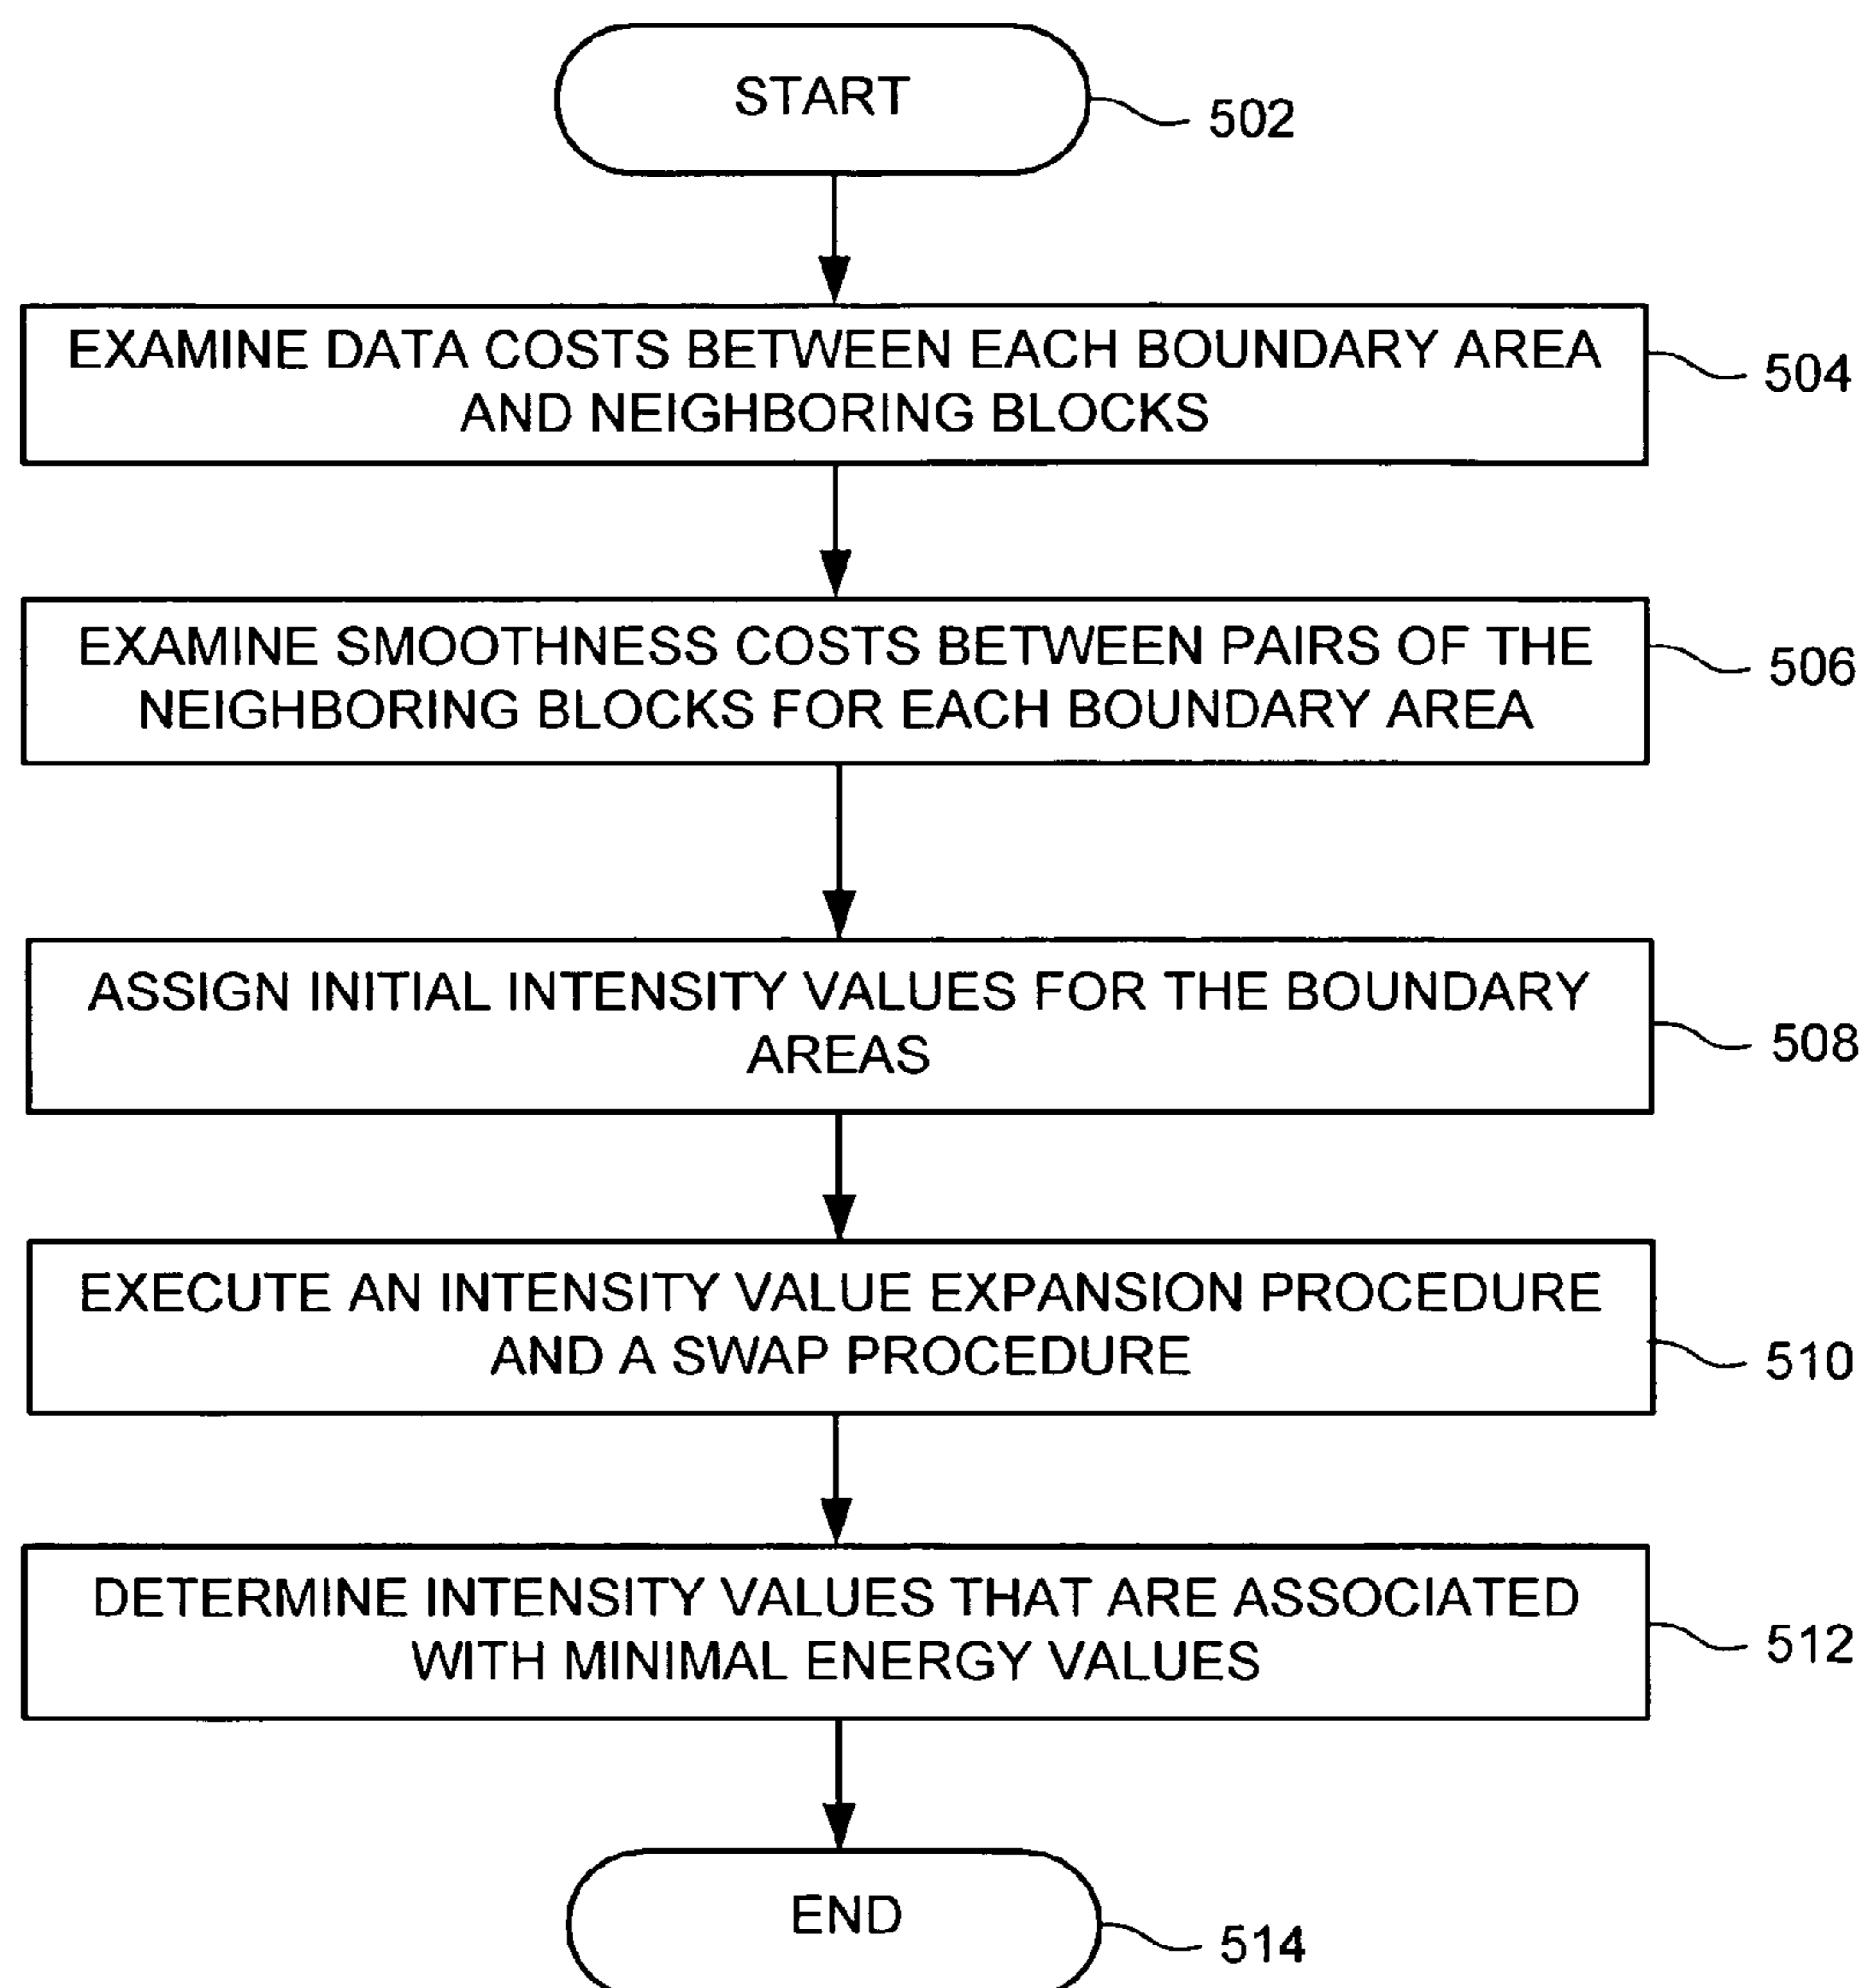 START
502
EXAMINE DATA COSTS BETWEEN EACH BOUNDARY AREA
AND NEIGHBORING BLOCKS
504
EXAMINE SMOOTHNESS COSTS BETWEEN PAIRS OF THE
NEIGHBORING BLOCKS FOR EACH BOUNDARY AREA
506
ASSIGN INITIAL INTENSITY VALUES FOR THE BOUNDARY
AREAS
508
EXECUTE AN INTENSITY VALUE EXPANSION PROCEDURE
AND A SWAP PROCEDURE
510
DETERMINE INTENSITY VALUES THAT ARE ASSOCIATED
WITH MINIMAL ENERGY VALUES
512
END
514